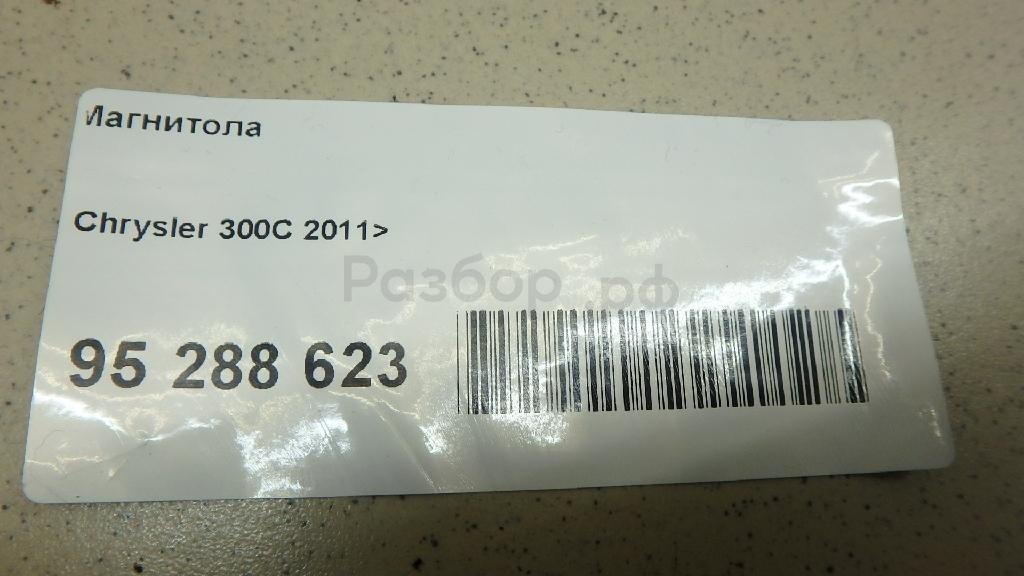 Магнитола
Chrysler 300C 2011>
Разбор.рф
95 288 623